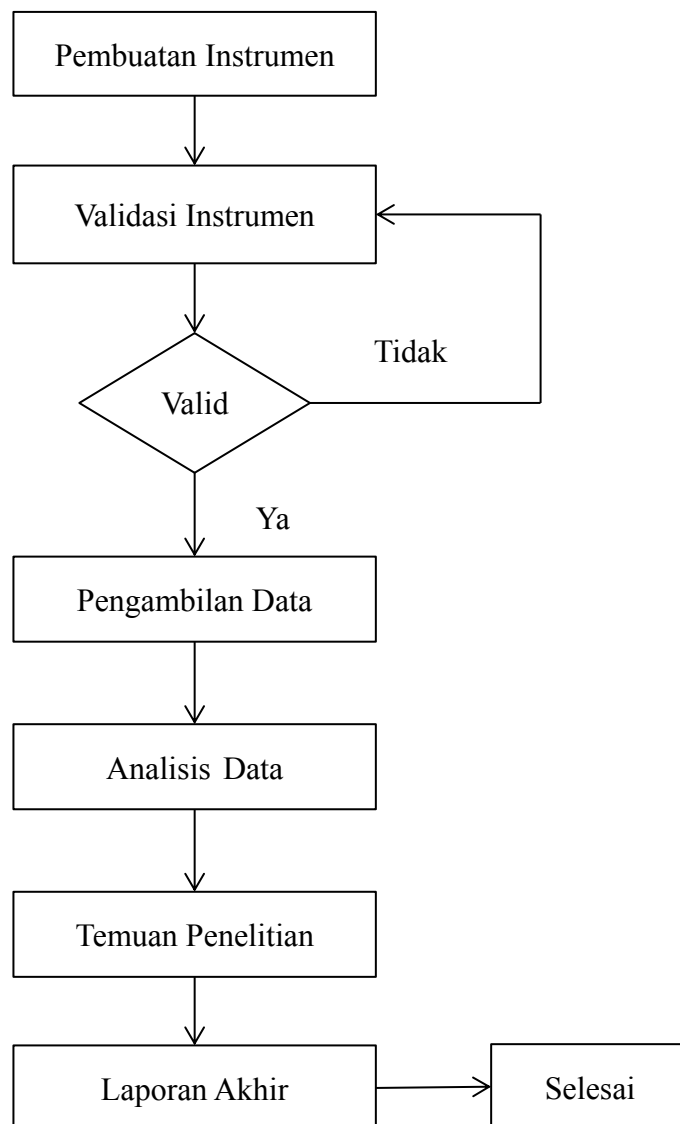 Pembuatan Instrumen
Validasi Instrumen
Tidak
Valid
Ya
Pengambilan Data
Analisis Data
Temuan Penelitian
Laporan Akhir
Selesai